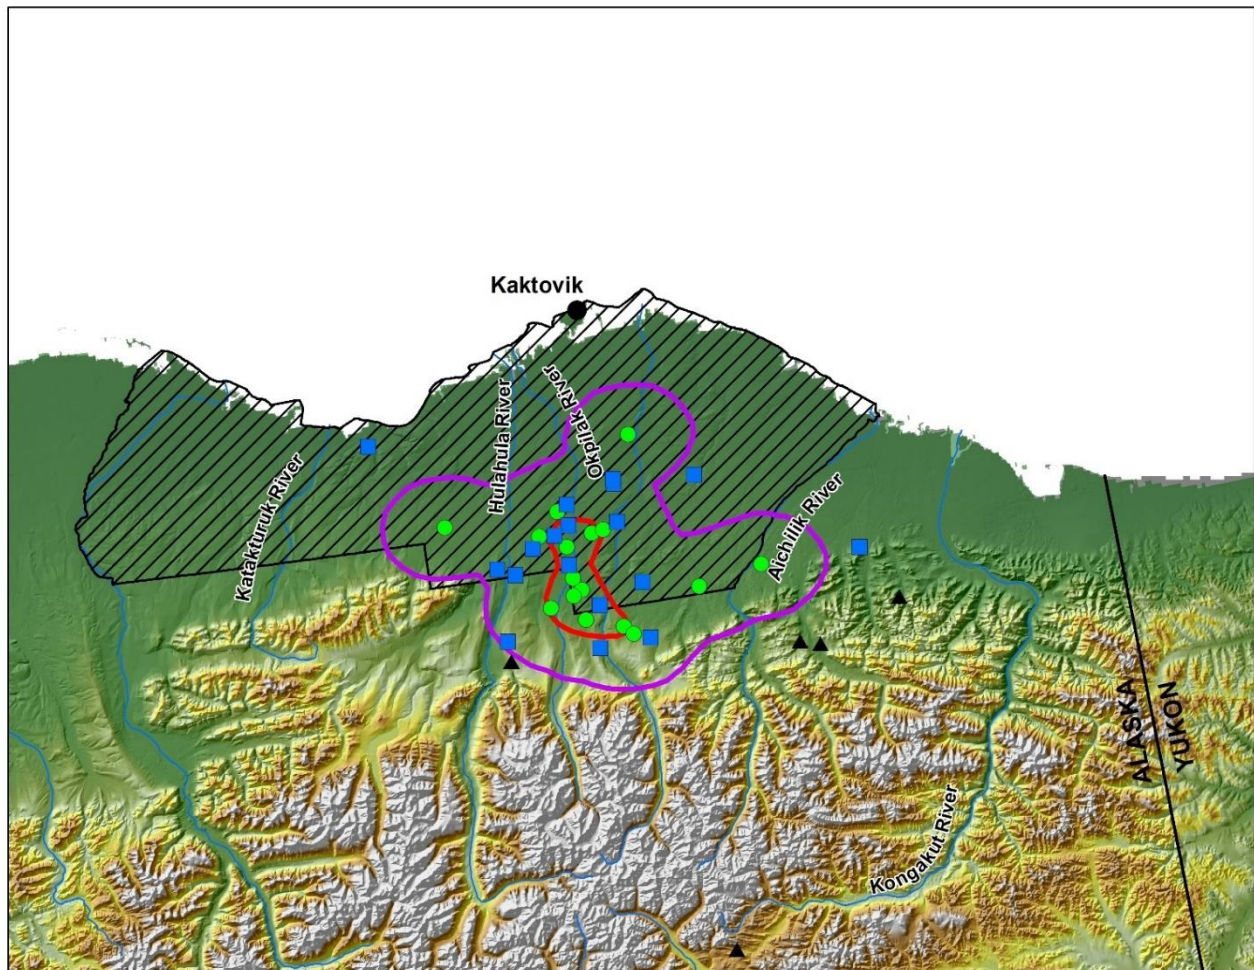 Kaktovik
Okpilak River
Hulahula River
Katakturuk River
Aichilik River
ALASKA
YUKON
Kongakut River